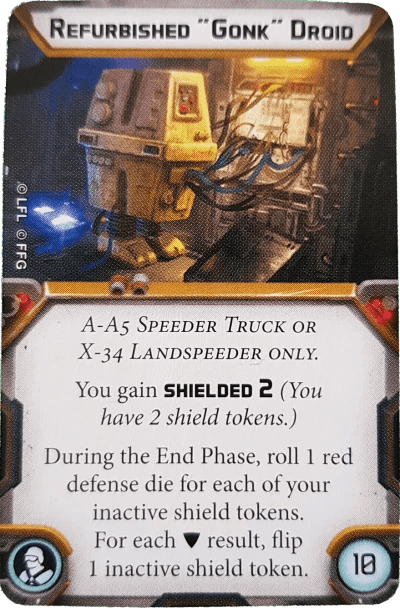 REFURBISHED "GONK" DROID
© LFL © FFG
A-A5 SPEEDER TRUCK OR
X-34 LANDSPEEDER ONLY.
You gain SHIELDED 2 (You
have 2 shield tokens.)
During the End Phase, roll 1 red
defense die for each of your
inactive shield tokens.
For each ▼ result, flip
1 inactive shield token.
10